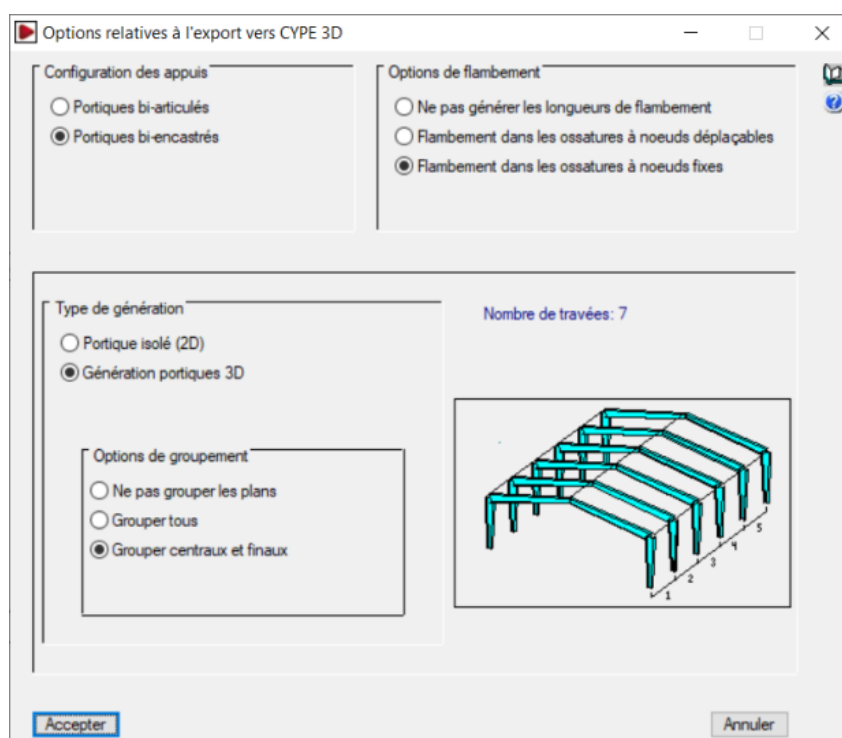 Options relatives à l'export vers CYPE 3D
Configuration des appuis
Portiques bi-articulés
Portiques bi-encastrés
Options de flambement
Ne pas générer les longueurs de flambement
Flambement dans les ossatures à noeuds déplaçables
Flambement dans les ossatures à noeuds fixes
Type de génération
Portique isolé (2D)
Génération portiques 3D
Options de groupement
Ne pas grouper les plans
Grouper tous
Grouper centraux et finaux
Nombre de travées: 7
1
2
3
4
5
Accepter
Annuler